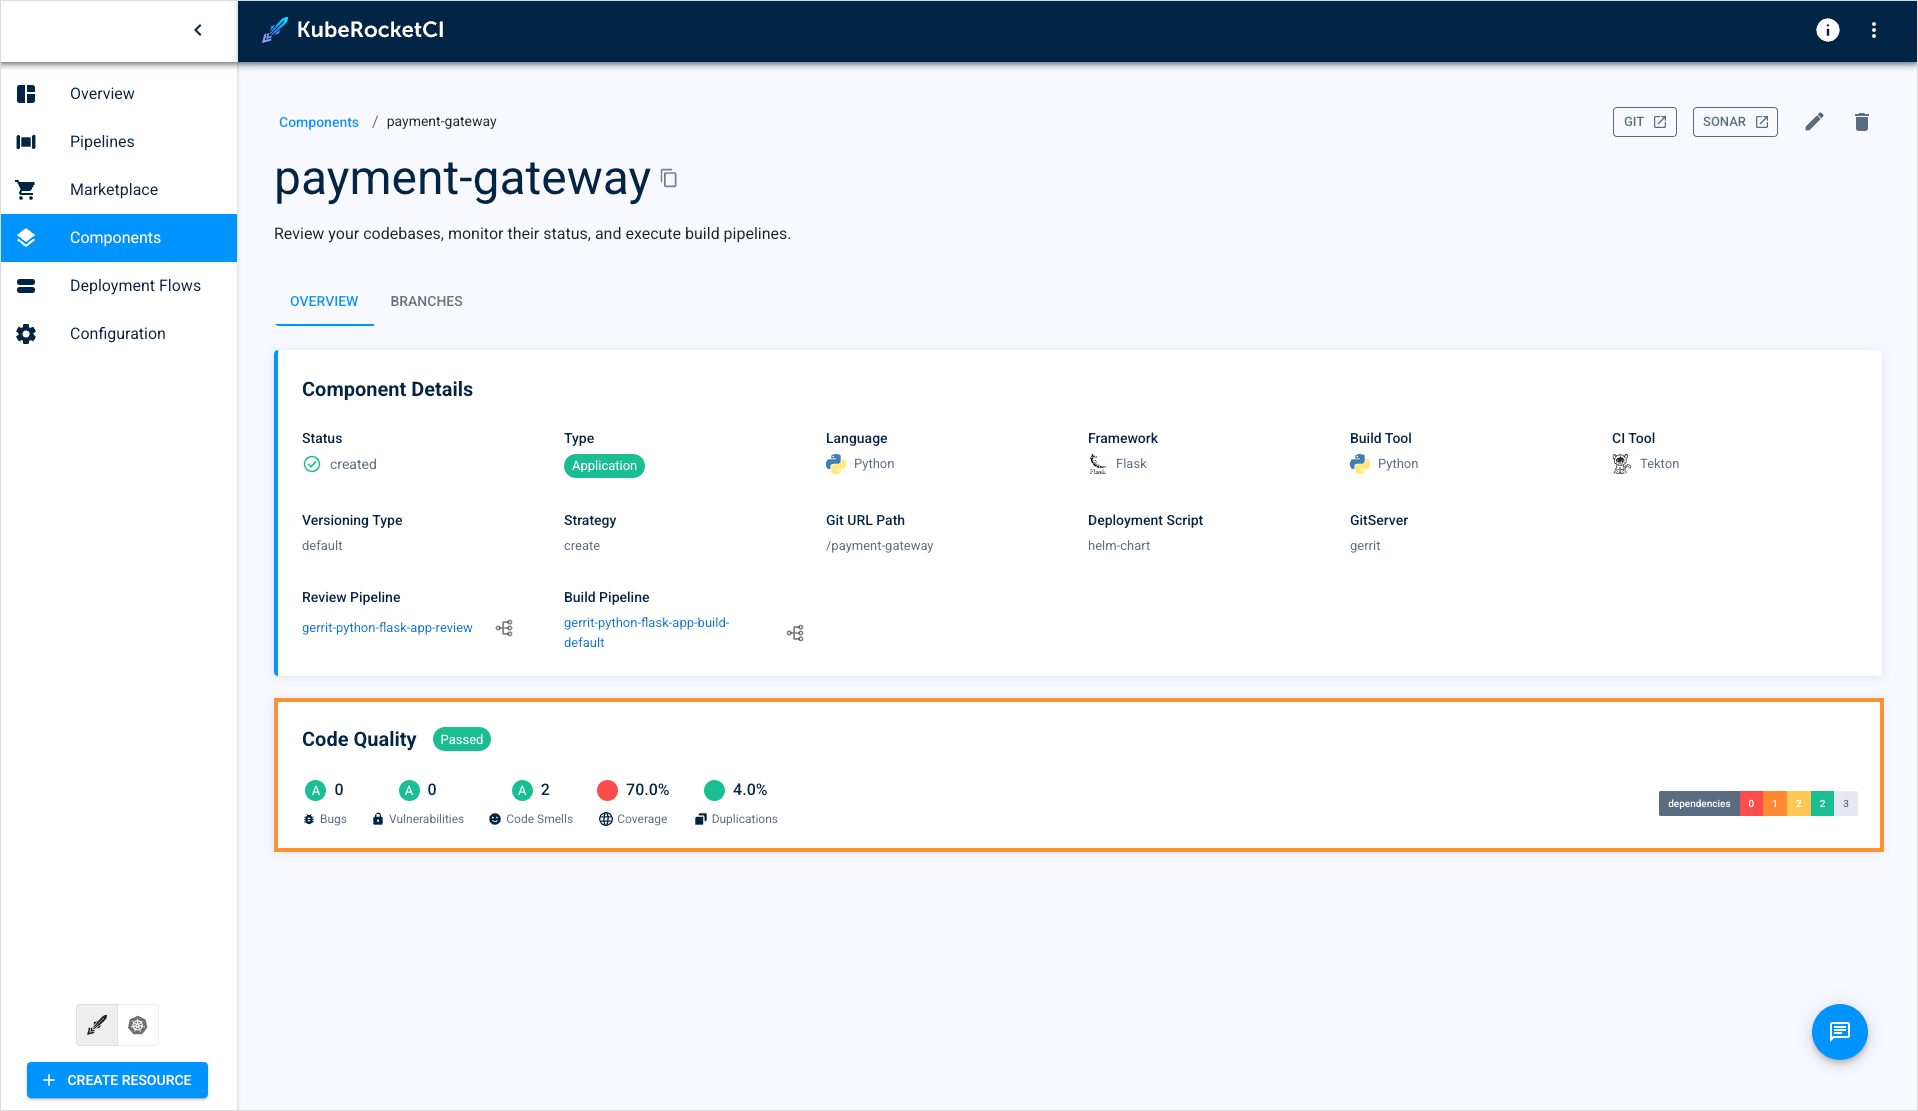 KubeRocketCI
Overview
Pipelines
Marketplace
Components
Deployment Flows
Configuration
CREATE RESOURCE
Components / payment-gateway
GIT
SONAR
payment-gateway
Review your codebases, monitor their status, and execute build pipelines.
OVERVIEW BRANCHES
Component Details
Status Type Language Framework Build Tool CI Tool
created Application Python Flask Python Tekton
Versioning Type Strategy Git URL Path Deployment Script GitServer
default create /payment-gateway helm-chart gerrit
Review Pipeline Build Pipeline
gerrit-python-flask-app-review gerrit-python-flask-app-build-
default
Code Quality Passed
A 0 A 0 A 2 70.0% 4.0%
Bugs Vulnerabilities Code Smells Coverage Duplications
dependencies 0 1 2 2 3